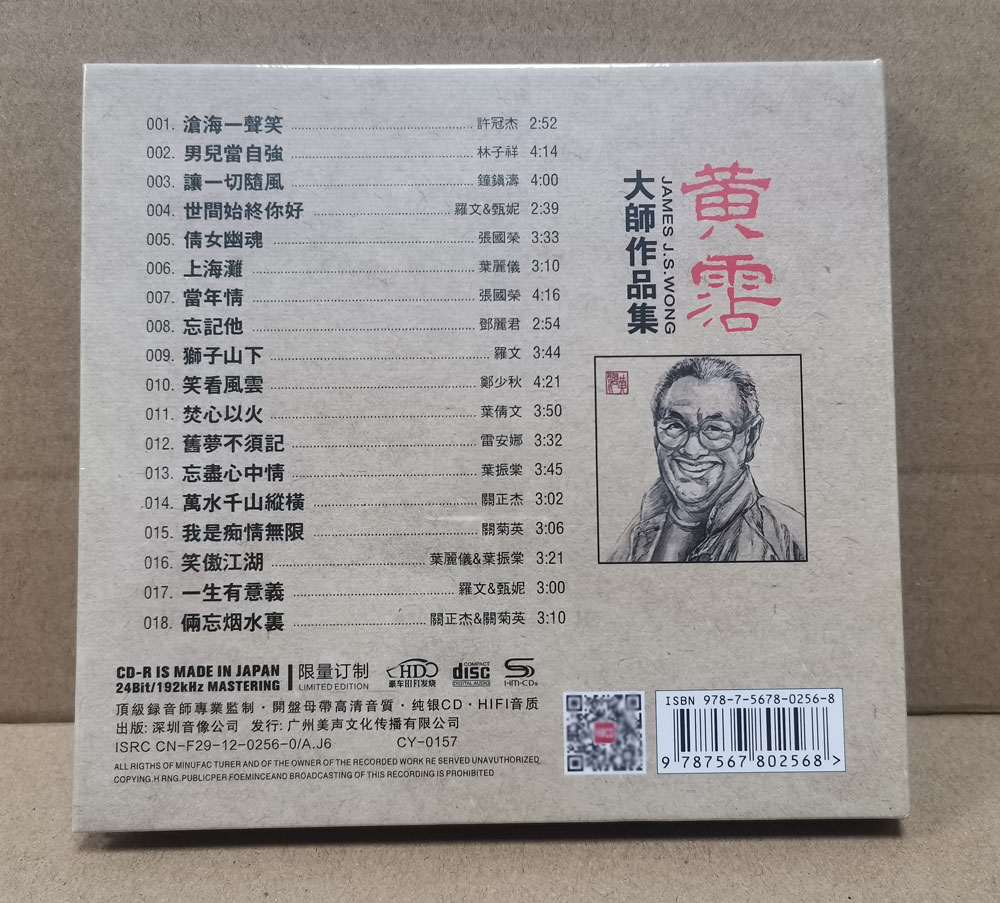 001. 滄海一聲笑 許冠杰 2:52
002. 男兒當自強 林子祥 4:14
003. 讓一切隨風 鐘鎮濤 4:00
004. 世間始終你好 羅文&甄妮 2:39
005. 倩女幽魂 張國榮 3:33
006. 上海灘 葉麗儀 3:10
007. 當年情 張國榮 4:16
008. 忘記他 鄧麗君 2:54
009. 獅子山下 羅文 3:44
010. 笑看風雲 鄭少秋 4:21
011. 焚心以火 葉倩文 3:50
012. 舊夢不須記 雷安娜 3:32
013. 忘盡心中情 葉振棠 3:45
014. 萬水千山縱橫 關正杰 3:02
015. 我是痴情無限 關菊英 3:06
016. 笑傲江湖 葉麗儀&葉振棠 3:21
017. 一生有意義 羅文&甄妮 3:00
018. 倆忘烟水裏 關正杰&關菊英 3:10
黄霑
JAMES J.S.WONG
大師作品集
CD-R IS MADE IN JAPAN
24Bit/192kHz MASTERING
限量订制
LIMITED EDITION
HDO
豪车HIFI发烧
COMPACT
disc
DIGITAL AUDIO
HM-CD
頂級録音師專業監制·開盤母帶高清音質·纯银CD·HIFI音质
出版: 深圳音像公司 发行: 广州美声文化传播有限公司
ISRC CN-F29-12-0256-0/A.J6 CY-0157
ALL RIGTHS OF MINUFAC TURER AND OF THE OWNER OF THE RECORDED WORK RE SERVED UNAVUTHORIZED
COPYING.H RNG.PUBLICPER FOEMINCEAND BROADCASTING OF THIS RECORDING IS PROHIBITED
ISBN 978-7-5678-0256-8
9 787567 802568 >